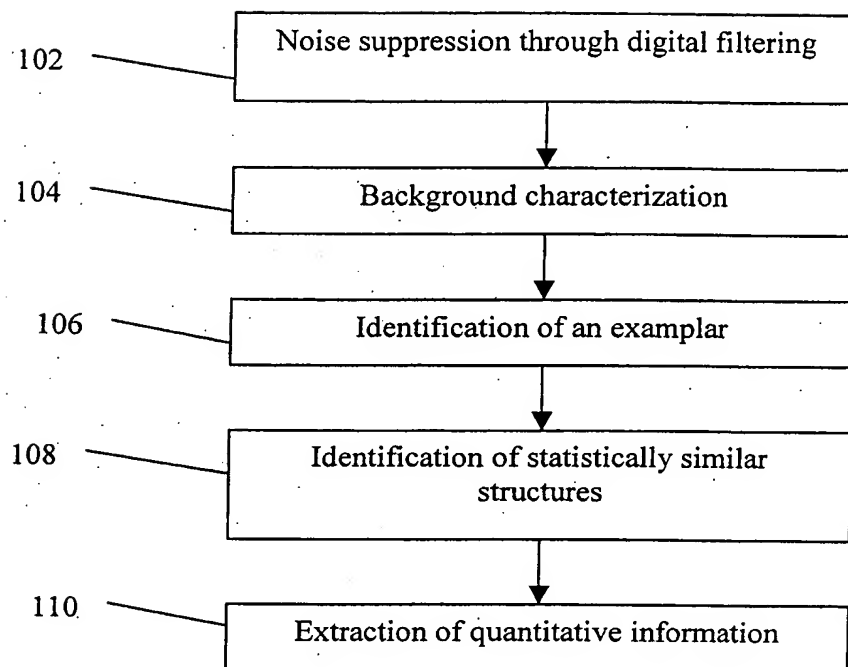 102
Noise suppression through digital filtering
104
Background characterization
106
Identification of an examplar
108
Identification of statistically similar
structures
110
Extraction of quantitative information